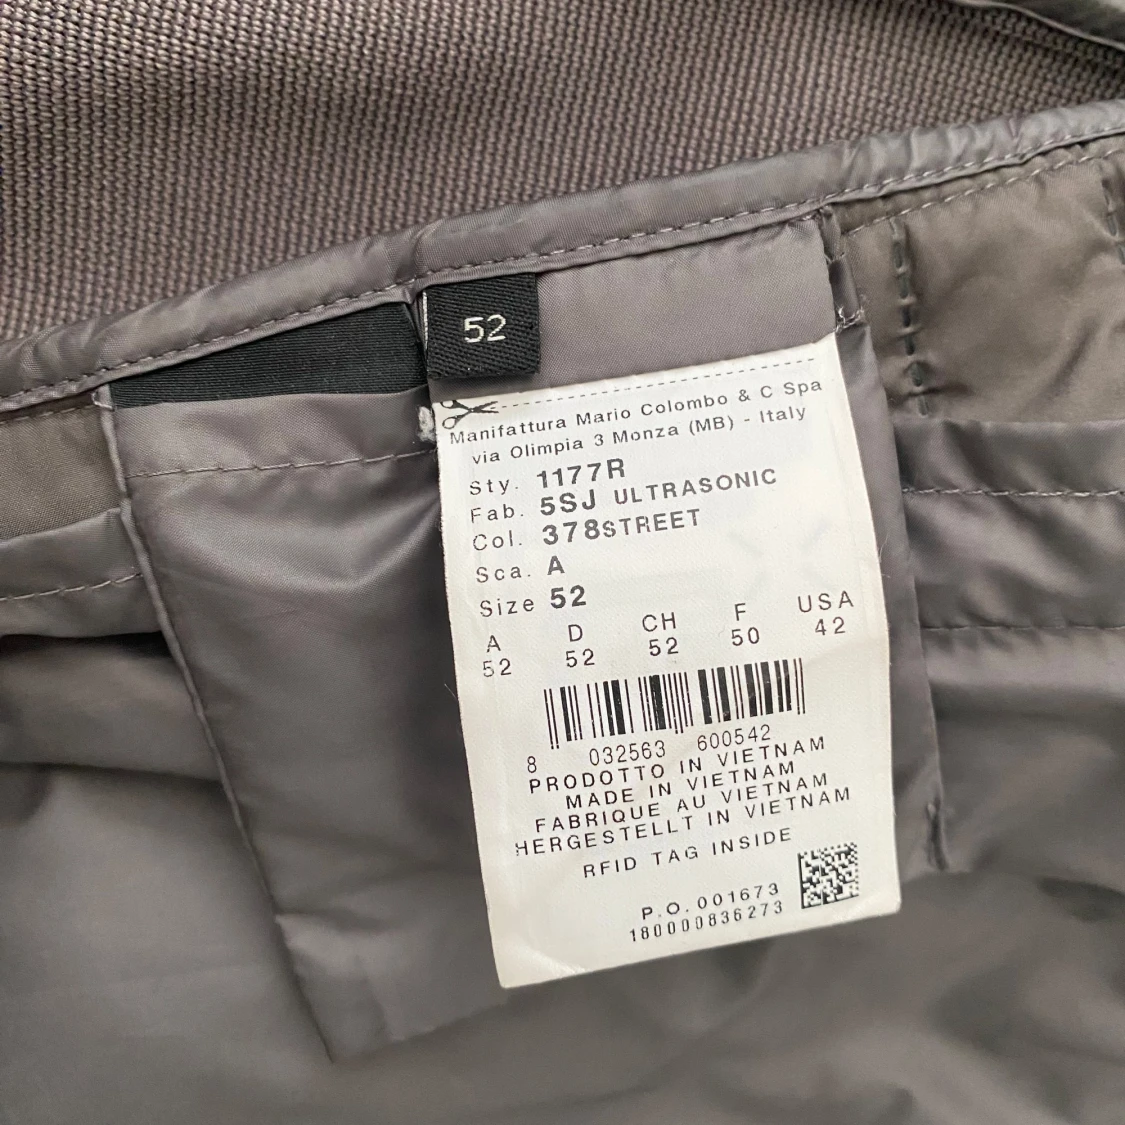 52
Manifattura Mario Colombo & C Spa
via Olimpia 3 Monza (MB) - Italy
Sty. 1177R
Fab. 5SJ ULTRASONIC
Col. 378STREET
Sca. A
Size 52
A D CH F USA
52 52 52 50 42
8 032563 600542
PRODOTTO IN VIETNAM
MADE IN VIETNAM
FABRIQUE AU VIETNAM
HERGESTELLT IN VIETNAM
RFID TAG INSIDE
P.O. 001673
180000836273